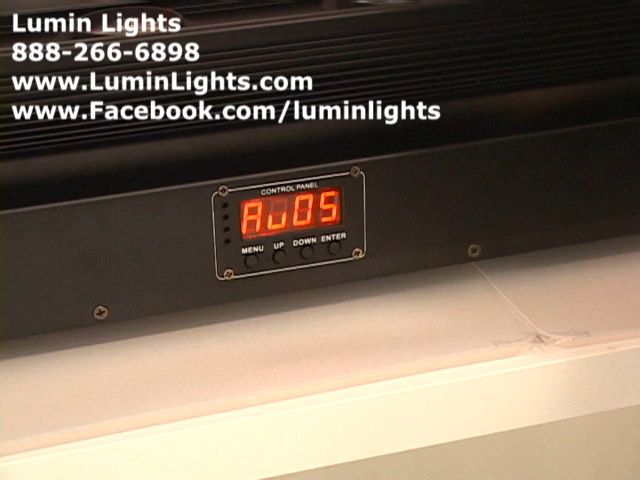 Lumin Lights
888-266-6898
www.LuminLights.com
www.Facebook.com/luminlights
CONTROL PANEL
Au05
MENU UP DOWN ENTER